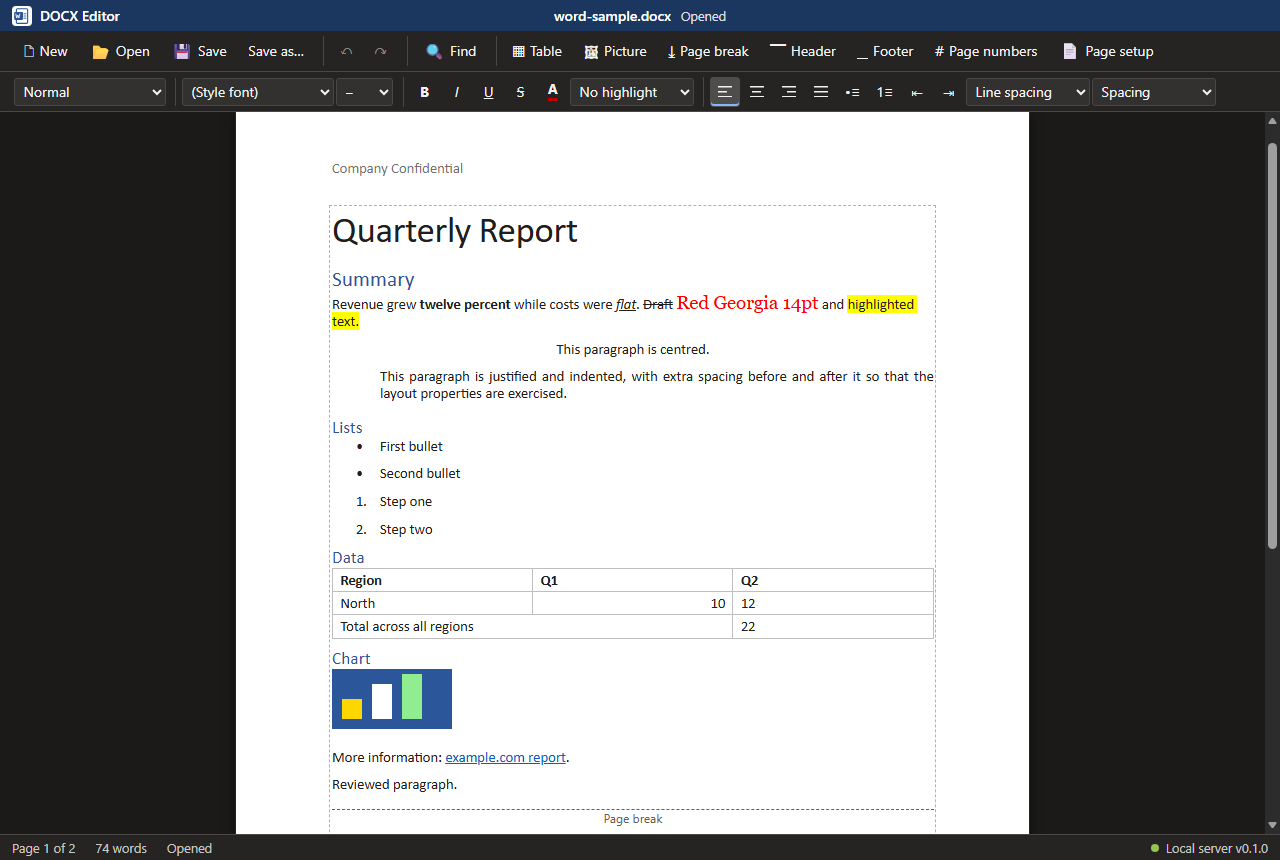 DOCX Editor
word-sample.docx Opened
New Open Save Save as... Find Table Picture Page break Header Footer # Page numbers Page setup
Normal (Style font) – B I U S A No highlight Line spacing Spacing
Company Confidential
Quarterly Report
Summary
Revenue grew twelve percent while costs were flat. Draft Red Georgia 14pt and highlighted
text.
This paragraph is centred.
This paragraph is justified and indented, with extra spacing before and after it so that the
layout properties are exercised.
Lists
• First bullet
• Second bullet
1. Step one
2. Step two
Data
Region Q1 Q2
North 10 12
Total across all regions 22
Chart
More information: example.com report.
Reviewed paragraph.
Page break
Page 1 of 2 74 words Opened Local server v0.1.0